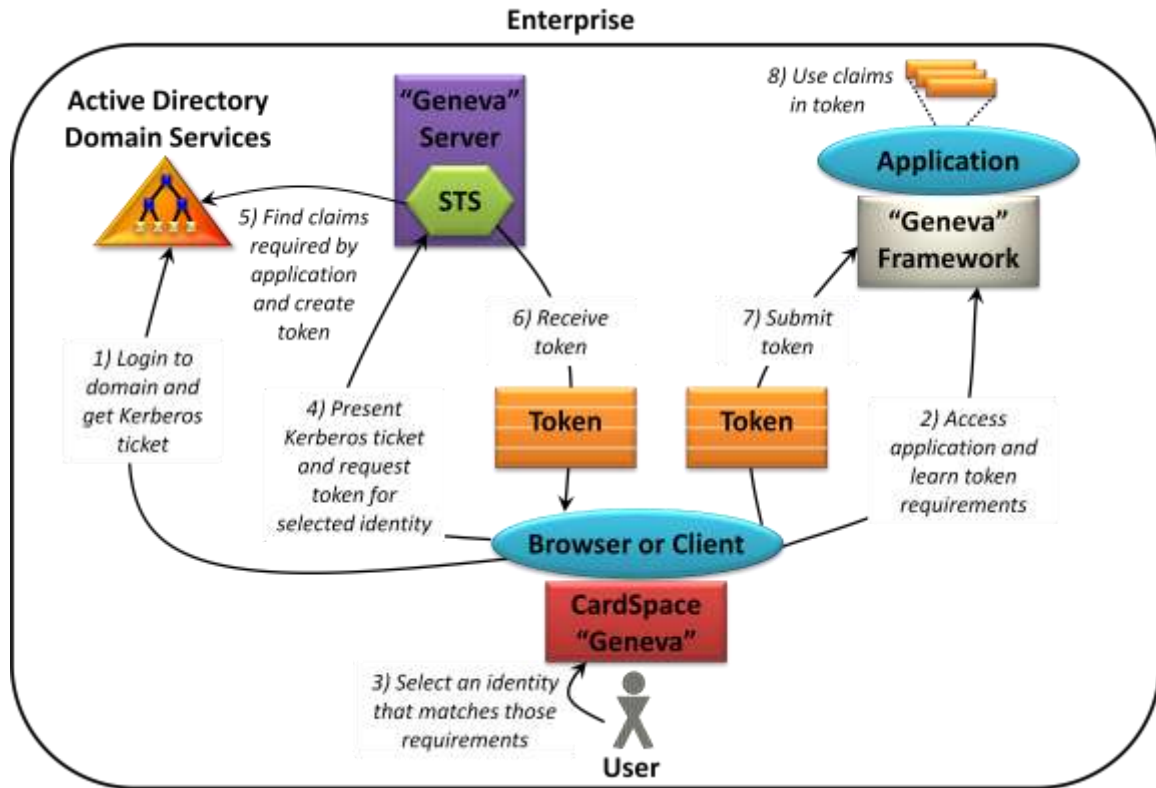 Enterprise
Active Directory
Domain Services
“Geneva”
Server
STS
8) Use claims
in token
Application
“Geneva”
Framework
5) Find claims
required by
application
and create
token
6) Receive
token
7) Submit
token
1) Login to
domain and
get Kerberos
ticket
4) Present
Kerberos ticket
and request
token for
selected identity
Token
Token
2) Access
application and
learn token
requirements
Browser or Client
CardSpace
“Geneva”
3) Select an identity
that matches those
requirements
User